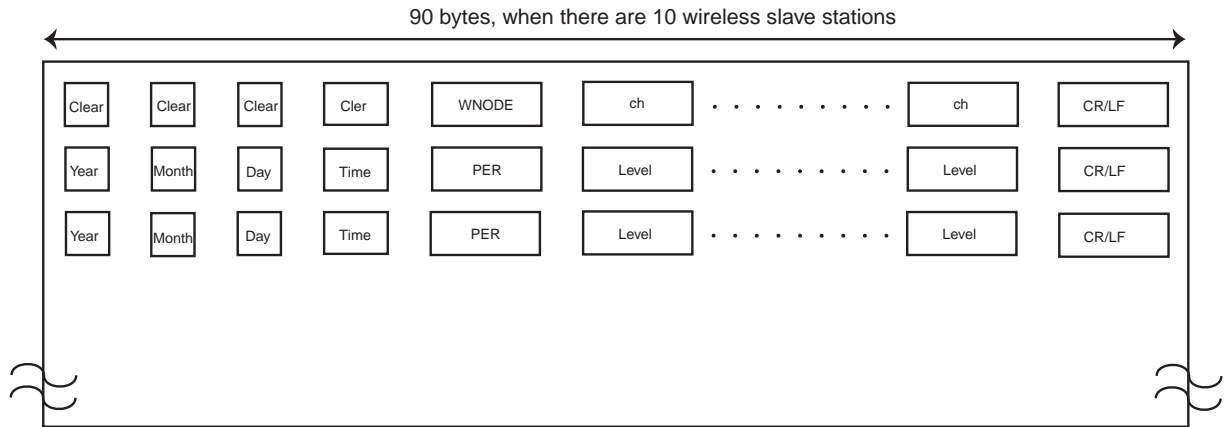 90 bytes, when there are 10 wireless slave stations
Clear Clear Clear Cler WNODE ch . . . . . . . . . ch CR/LF
Year Month Day Time PER Level . . . . . . . . . Level CR/LF
Year Month Day Time PER Level . . . . . . . . . Level CR/LF